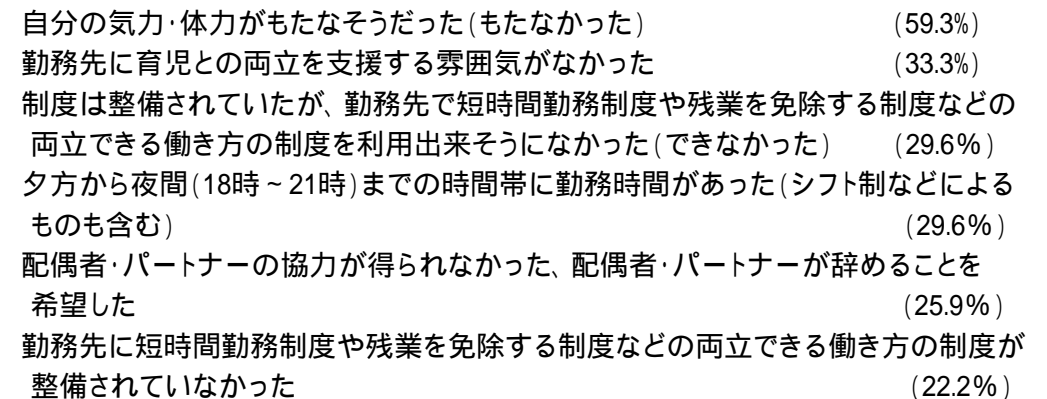 自分の気力・体力がもたなそうだった(もたなかった) (59.3%)
勤務先に育児との両立を支援する雰囲気がなかった (33.3%)
制度は整備されていたが、勤務先で短時間勤務制度や残業を免除する制度などの
両立できる働き方の制度を利用出来そうになかった(できなかった) (29.6%)
夕方から夜間(18時~21時)までの時間帯に勤務時間があった(シフト制などによる
ものも含む) (29.6%)
配偶者・パートナーの協力が得られなかった、配偶者・パートナーが辞めることを
希望した (25.9%)
勤務先に短時間勤務制度や残業を免除する制度などの両立できる働き方の制度が
整備されていなかった (22.2%)